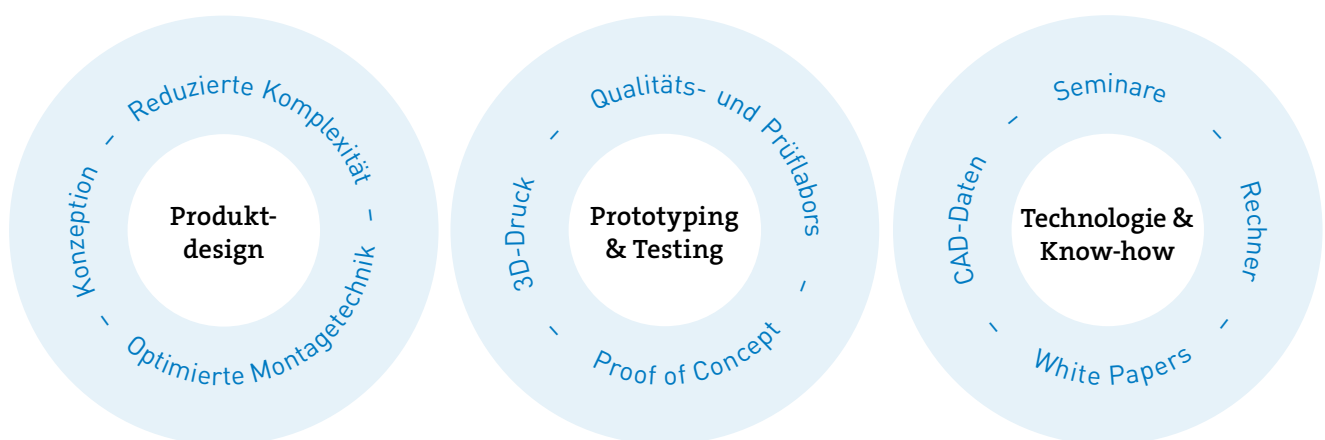 Produkt-
design
Konzeption – Reduzierte Komplexität – Optimierte Montagetechnik –
Prototyping
& Testing
3D-Druck – Qualitäts- und Prüflabors – Proof of Concept –
Technologie &
Know-how
CAD-Daten – Seminare – Rechner – White Papers –